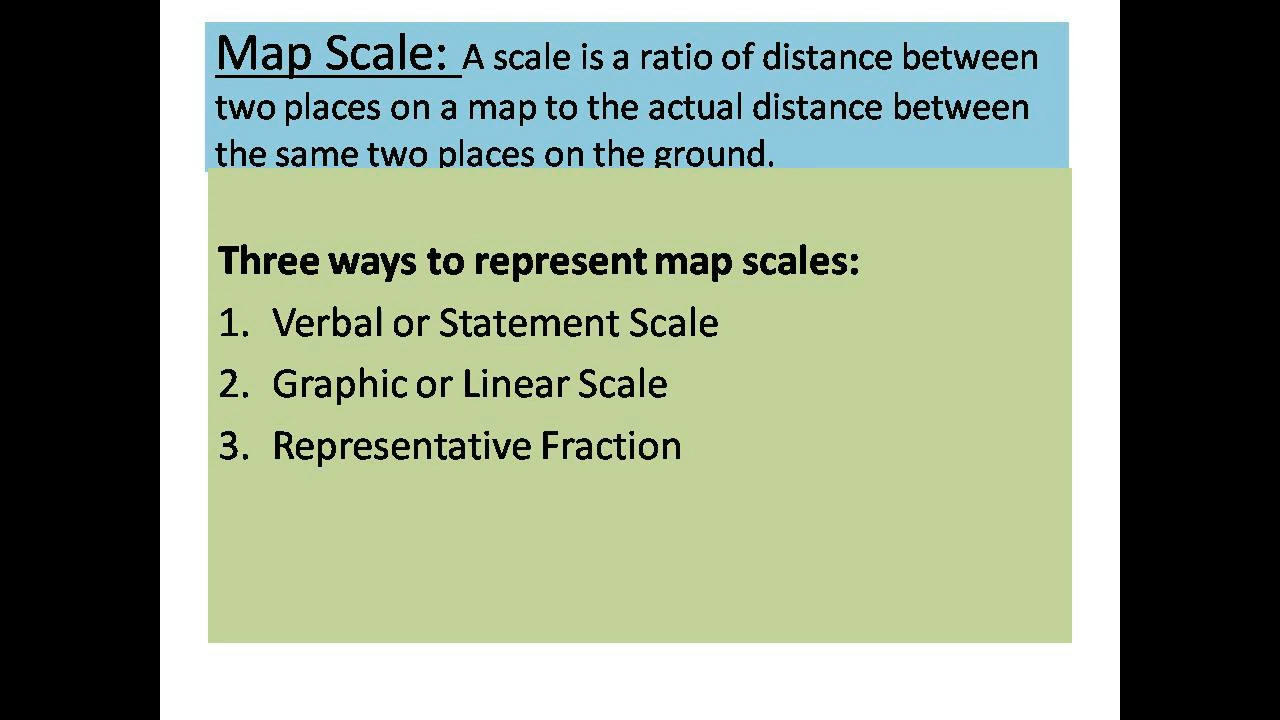 Map Scale: A scale is a ratio of distance between
two places on a map to the actual distance between
the same two places on the ground.
Three ways to represent map scales:
1. Verbal or Statement Scale
2. Graphic or Linear Scale
3. Representative Fraction